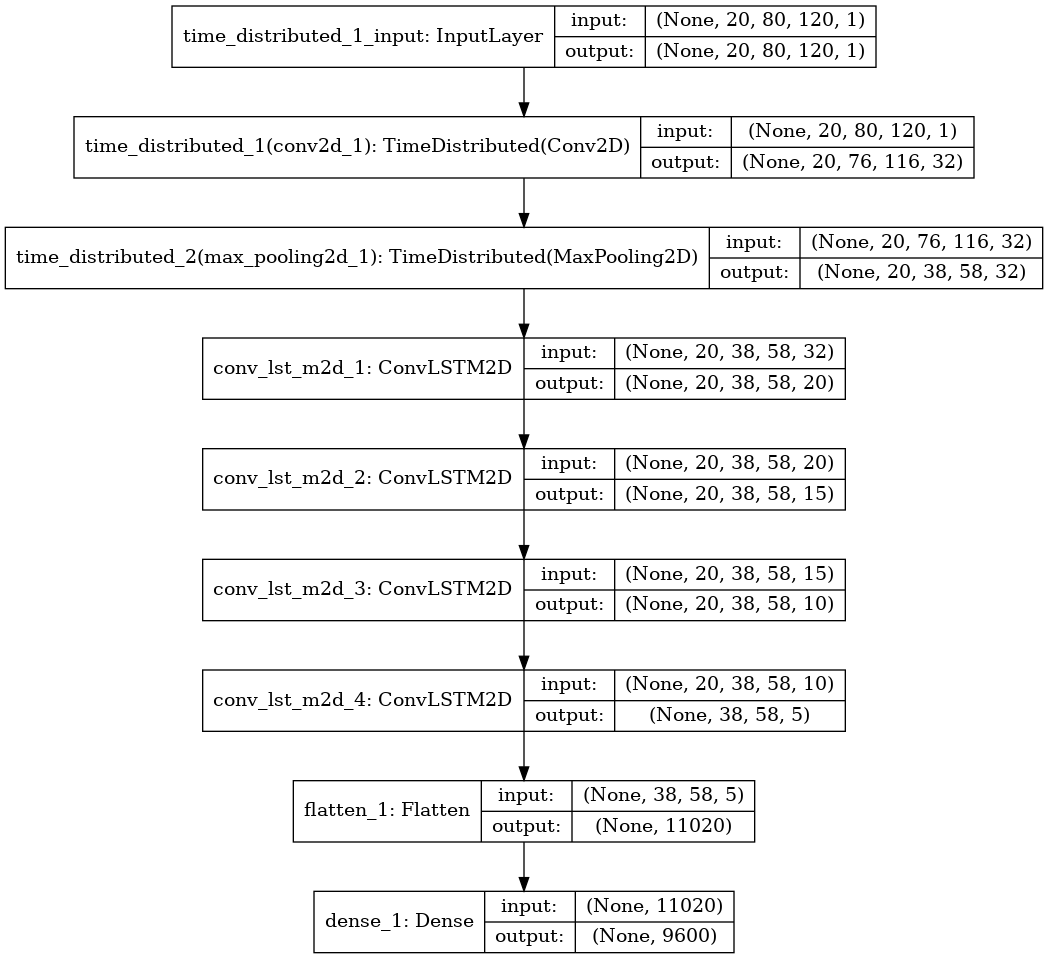 time_distributed_1_input: InputLayer
input: (None, 20, 80, 120, 1)
output: (None, 20, 80, 120, 1)
time_distributed_1(conv2d_1): TimeDistributed(Conv2D)
input: (None, 20, 80, 120, 1)
output: (None, 20, 76, 116, 32)
time_distributed_2(max_pooling2d_1): TimeDistributed(MaxPooling2D)
input: (None, 20, 76, 116, 32)
output: (None, 20, 38, 58, 32)
conv_lst_m2d_1: ConvLSTM2D
input: (None, 20, 38, 58, 32)
output: (None, 20, 38, 58, 20)
conv_lst_m2d_2: ConvLSTM2D
input: (None, 20, 38, 58, 20)
output: (None, 20, 38, 58, 15)
conv_lst_m2d_3: ConvLSTM2D
input: (None, 20, 38, 58, 15)
output: (None, 20, 38, 58, 10)
conv_lst_m2d_4: ConvLSTM2D
input: (None, 20, 38, 58, 10)
output: (None, 38, 58, 5)
flatten_1: Flatten
input: (None, 38, 58, 5)
output: (None, 11020)
dense_1: Dense
input: (None, 11020)
output: (None, 9600)